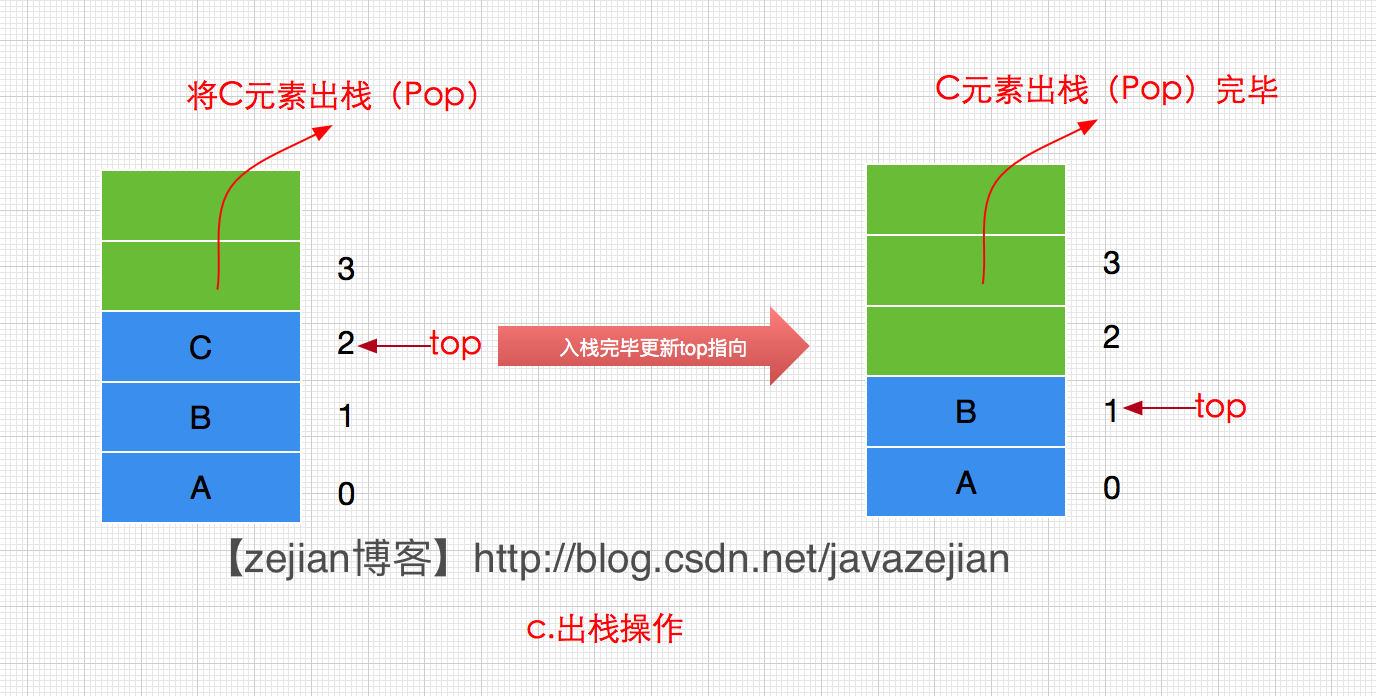 将C元素出栈（Pop）
C元素出栈（Pop）完毕
3
C
2
top
B
1
A
0
入栈完毕更新top指向
3
2
B
1
top
A
0
【zejian博客】http://blog.csdn.net/javazejian
c.出栈操作